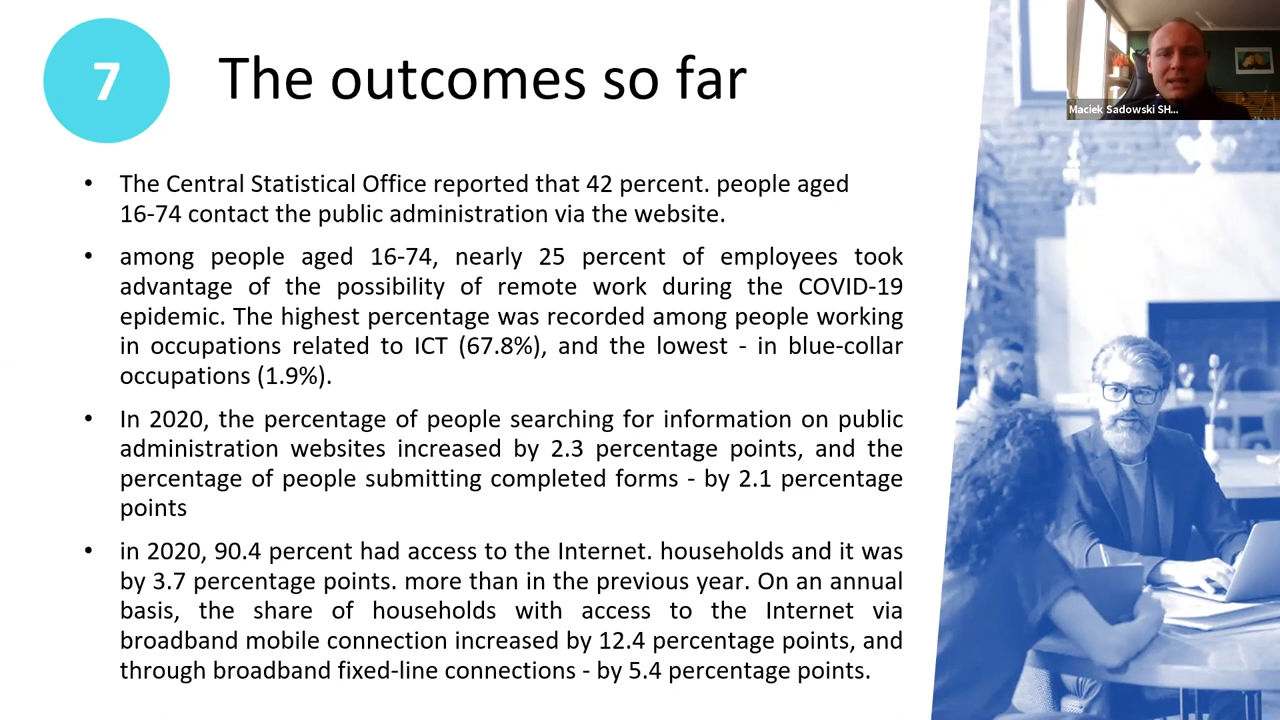 7
The outcomes so far
Maciek Sadowski SH...
• The Central Statistical Office reported that 42 percent. people aged
16-74 contact the public administration via the website.
• among people aged 16-74, nearly 25 percent of employees took
advantage of the possibility of remote work during the COVID-19
epidemic. The highest percentage was recorded among people working
in occupations related to ICT (67.8%), and the lowest - in blue-collar
occupations (1.9%).
• In 2020, the percentage of people searching for information on public
administration websites increased by 2.3 percentage points, and the
percentage of people submitting completed forms - by 2.1 percentage
points
• in 2020, 90.4 percent had access to the Internet. households and it was
by 3.7 percentage points. more than in the previous year. On an annual
basis, the share of households with access to the Internet via
broadband mobile connection increased by 12.4 percentage points, and
through broadband fixed-line connections - by 5.4 percentage points.